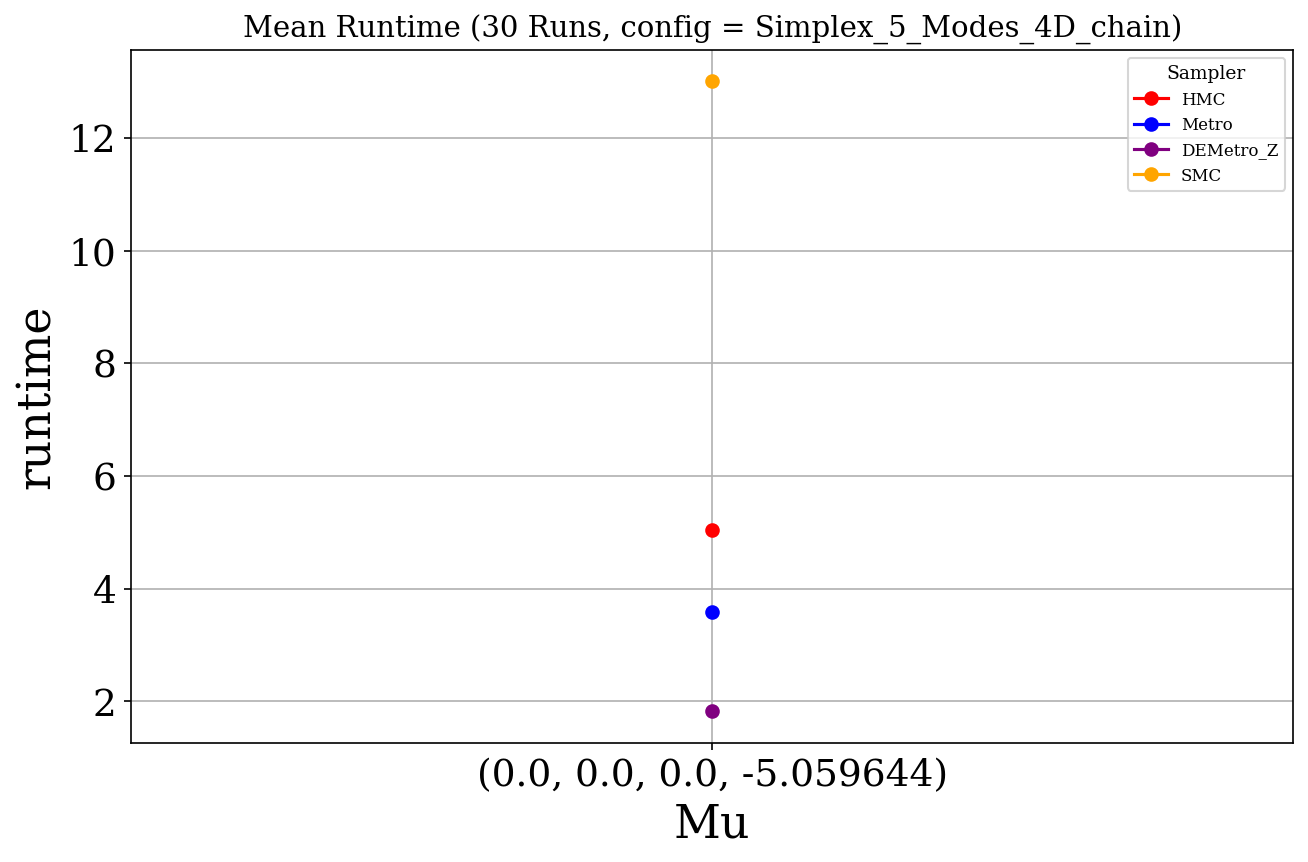 Mean Runtime (30 Runs, config = Simplex_5_Modes_4D_chain)
Sampler
HMC
Metro
DEMetro_Z
SMC
12
10
8
6
4
2
runtime
(0.0, 0.0, 0.0, -5.059644)
Mu